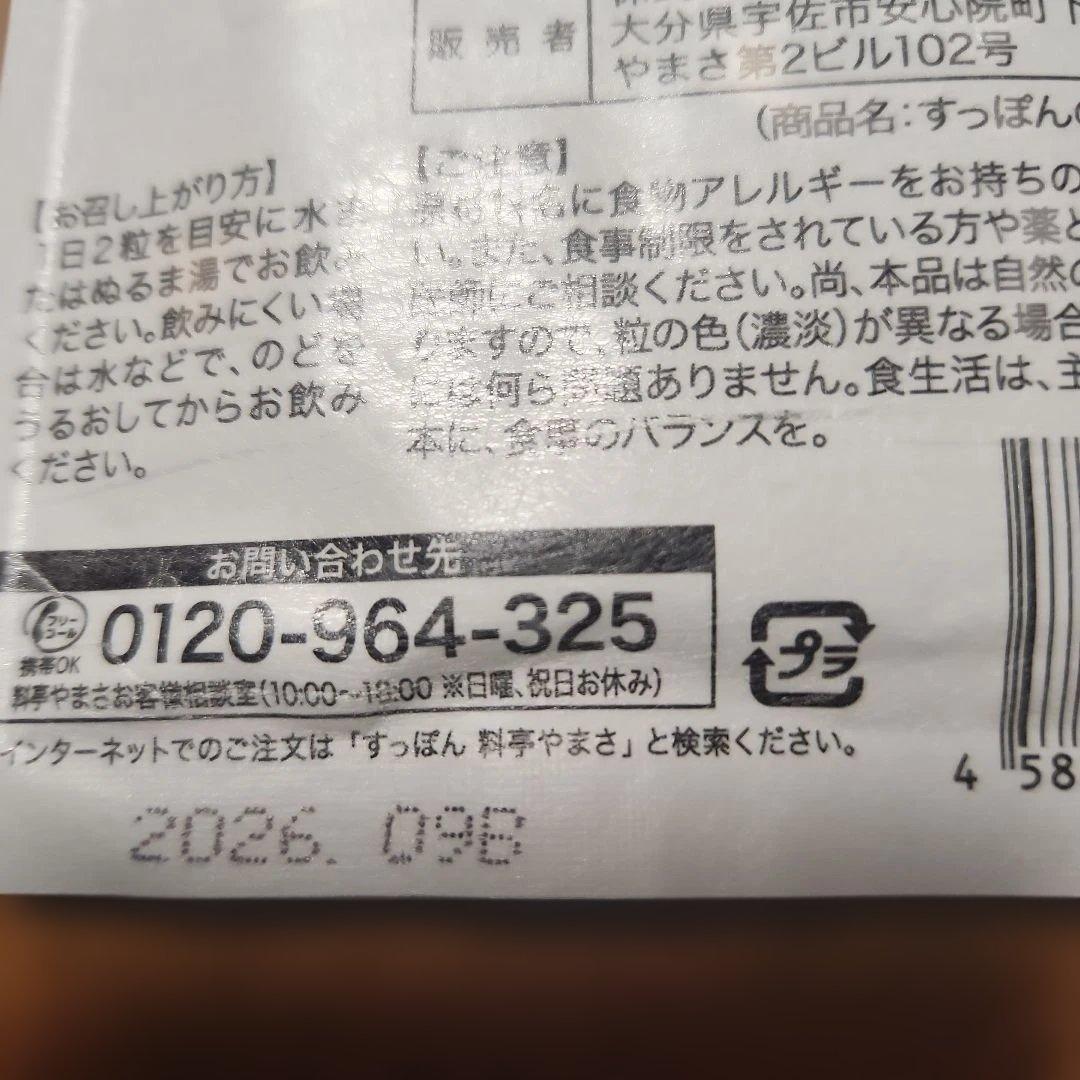 販売者
大分県宇佐市安心院町
やまさ第2ビル102号
(商品名:すっぽん
【お召し上がり方】
1日2粒を目安に水ま
たはぬるま湯でお飲み
ください。飲みにくい場
合は水などで、のどを
うるおしてからお飲み
ください。
【ご注意】
原材料名に食物アレルギーをお持ちの
い。また、食事制限をされている方や薬と
医師にご相談ください。尚、本品は自然の
りますので、粒の色(濃淡)が異なる場合
には何ら問題ありません。食生活は、主
本に、食事のバランスを。
お問い合わせ先
フリーコール
0120-964-325
携帯OK
料亭やまさお客様相談室(10:00〜18:00 ※日曜、祝日お休み)
インターネットでのご注文は「すっぽん 料亭やまさ」と検索ください。
プラ
4 58
2026. 09E